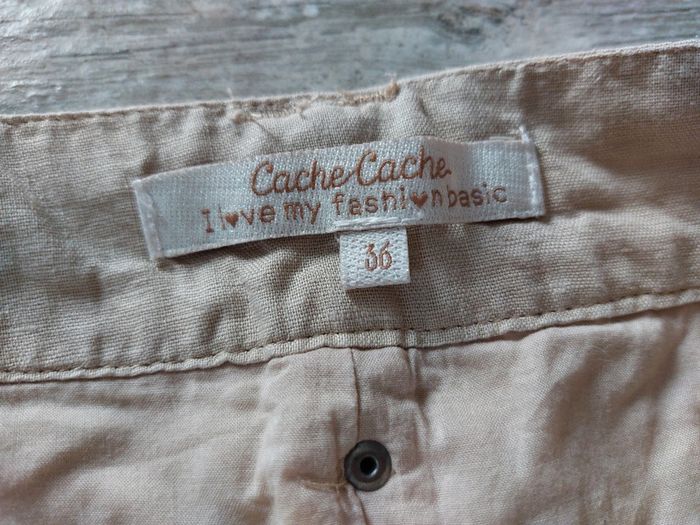 Cache Cache
I l♥ve my fashi♥n basic
36